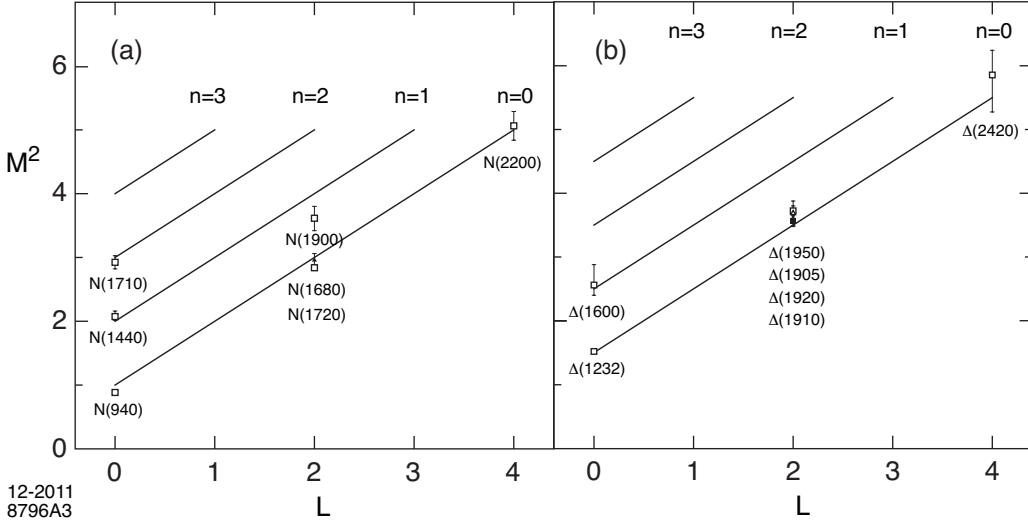 (a)
n=3 n=2 n=1 n=0
6
4
2
0
M²
N(2200)
N(1900)
N(1710)
N(1680)
N(1720)
N(1440)
N(940)
0 1 2 3 4
L
(b)
n=3 n=2 n=1 n=0
Δ(2420)
Δ(1950)
Δ(1905)
Δ(1920)
Δ(1910)
Δ(1600)
Δ(1232)
0 1 2 3 4
L
12-2011
8796A3